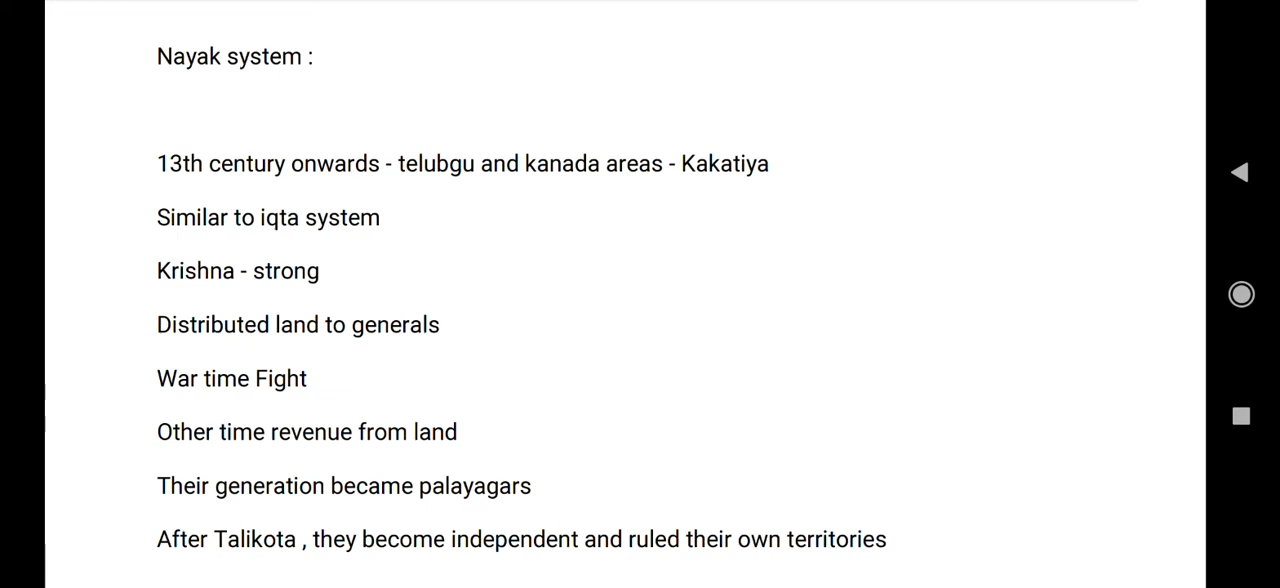 Nayak system :
13th century onwards - telubgu and kanada areas - Kakatiya
Similar to iqta system
Krishna - strong
Distributed land to generals
War time Fight
Other time revenue from land
Their generation became palayagars
After Talikota , they become independent and ruled their own territories